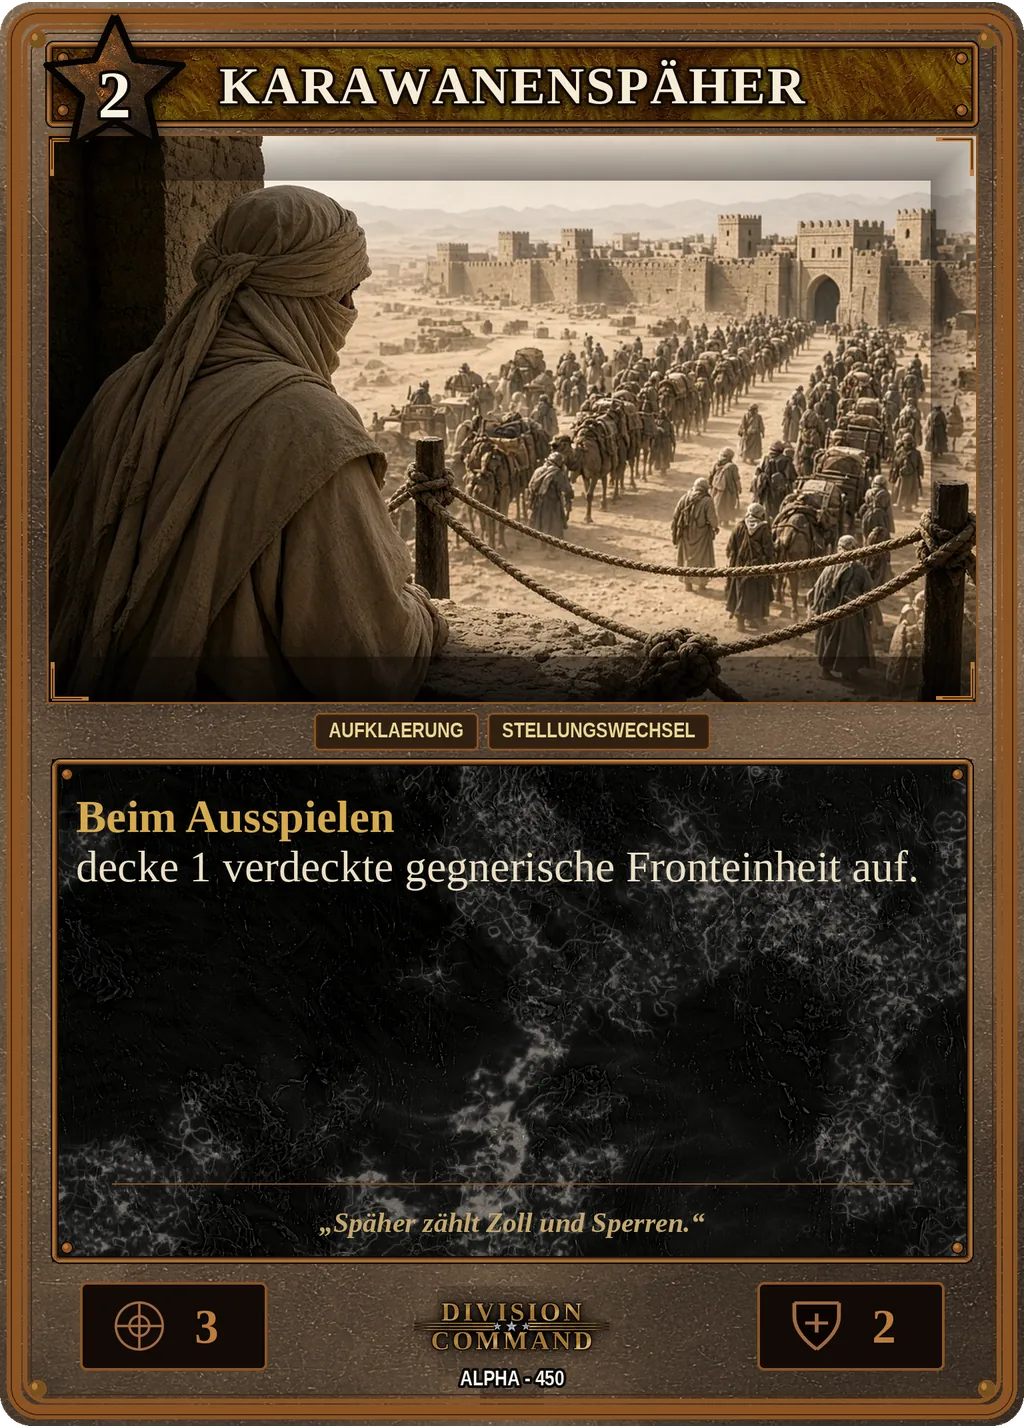 2
KARAWANENSPÄHER
AUFKLAERUNG
STELLUNGSWECHSEL
Beim Ausspielen
decke 1 verdeckte gegnerische Fronteinheit auf.
„Späher zählt Zoll und Sperren.“
3
DIVISION
COMMAND
ALPHA - 450
2